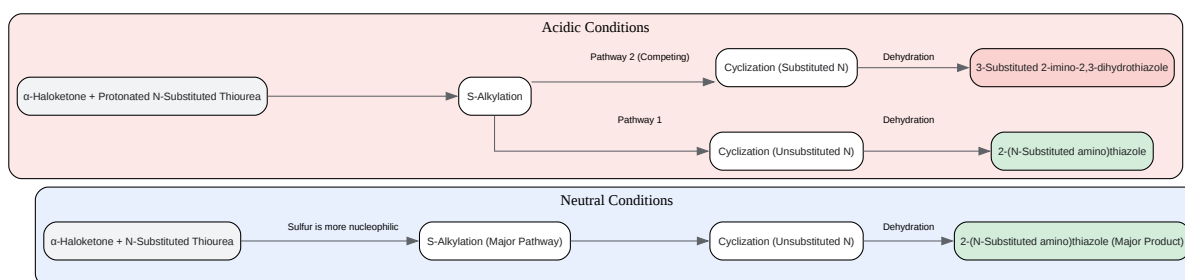 Acidic Conditions
Pathway 2 (Competing)
Cyclization (Substituted N)
Dehydration
3-Substituted 2-imino-2,3-dihydrothiazole
α-Haloketone + Protonated N-Substituted Thiourea
S-Alkylation
Pathway 1
Cyclization (Unsubstituted N)
Dehydration
2-(N-Substituted amino)thiazole
Neutral Conditions
α-Haloketone + N-Substituted Thiourea
Sulfur is more nucleophilic
S-Alkylation (Major Pathway)
Cyclization (Unsubstituted N)
Dehydration
2-(N-Substituted amino)thiazole (Major Product)